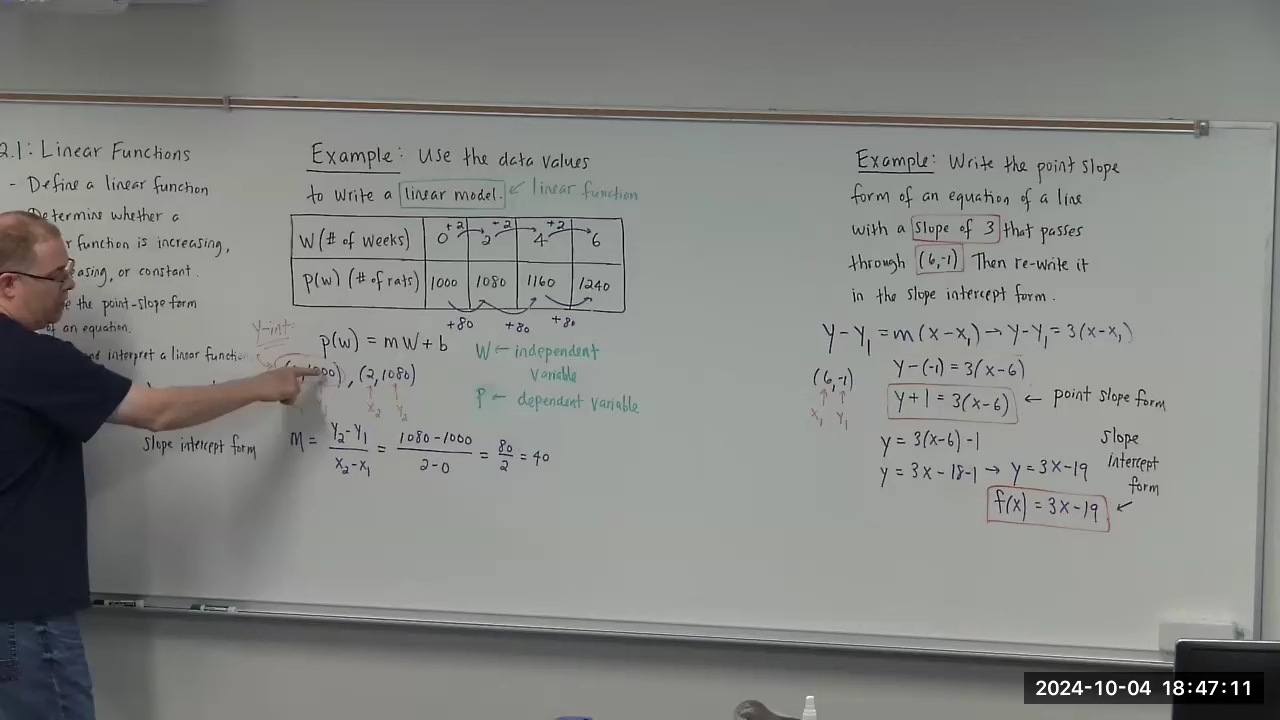 2.1: Linear Functions
- Define a linear function
Determine whether a
function is increasing,
or constant.
the point-slope form
of an equation.
and interpret a linear function
Slope intercept form
Example: Use the data values
to write a linear model. ← linear function
W (# of weeks) 0 2 4 6
+2 +2 +2
P(w) (# of rats) 1000 1080 1160 1240
+80 +80 +80
Y-int:
p(w) = mW + b
, (2,1080)
X₂ Y₂
W ← independent
variable
P ← dependent variable
m = Y₂-Y₁ / X₂-X₁ = 1080-1000 / 2-0 = 80/2 = 40
Example: Write the point slope
form of an equation of a line
with a slope of 3 that passes
through (6,-1) Then re-write it
in the slope intercept form.
Y-Y₁ = m(X-X₁) → Y-Y₁ = 3(X-X₁)
(6,-1)
X₁ Y₁
Y-(-1) = 3(X-6)
Y+1 = 3(X-6) ← point slope form
Y = 3(X-6)-1
Y = 3X-18-1 → Y = 3X-19
slope
intercept
form
f(x) = 3X-19 ←
2024-10-04 18:47:11